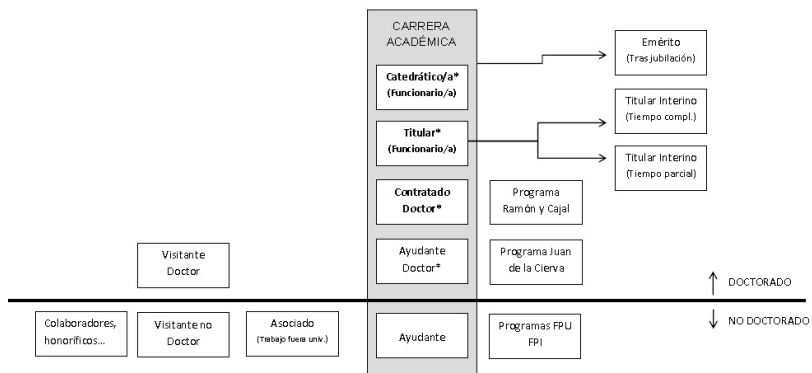 CARRERA
ACADÉMICA
Catedrático/a*
(Funcionario/a)
Emérito
(Tras jubilación)
Titular*
(Funcionario/a)
Titular Interino
(Tiempo compl.)
Titular Interino
(Tiempo parcial)
Contratado
Doctor*
Programa
Ramón y Cajal
Visitante
Doctor
Ayudante
Doctor*
Programa Juan
de la Cierva
DOCTORADO
Colaboradores,
honoríficos...
Visitante no
Doctor
Asociado
(Trabajo fuera univ.)
Ayudante
Programas FPU
FPI
NO DOCTORADO